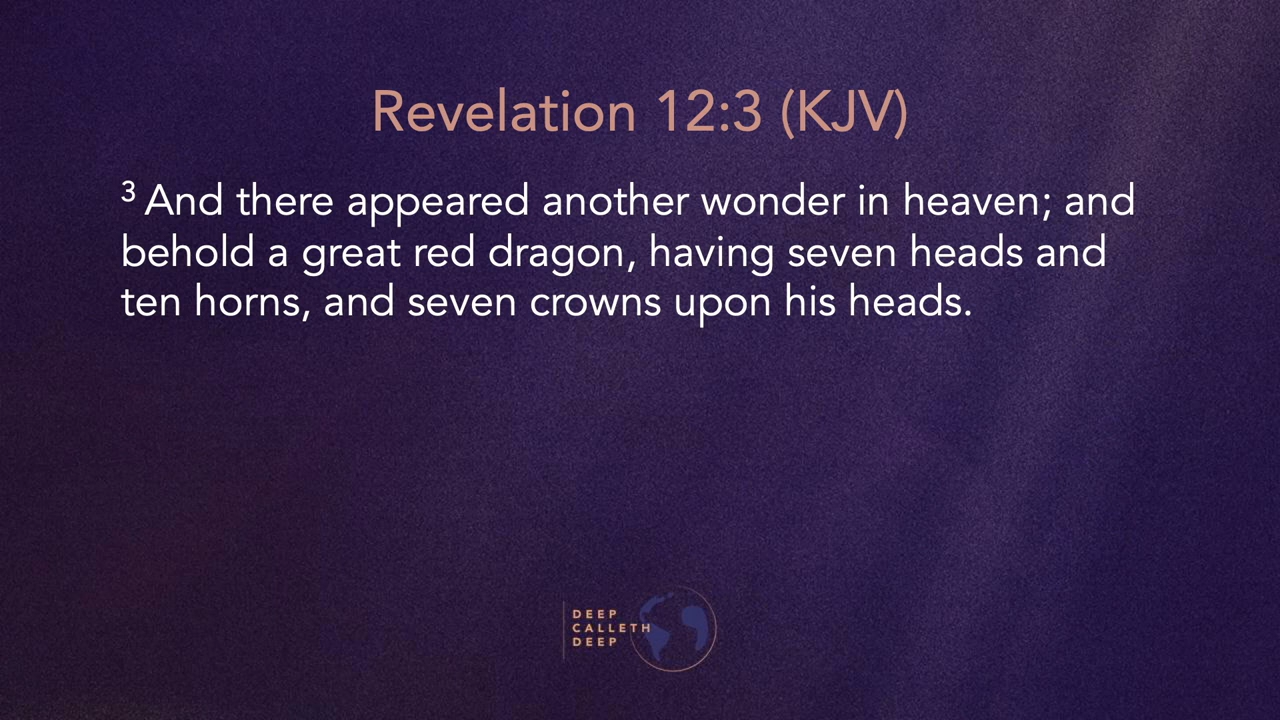 Revelation 12:3 (KJV)
3 And there appeared another wonder in heaven; and
behold a great red dragon, having seven heads and
ten horns, and seven crowns upon his heads.
DEEP
CALLETH
DEEP